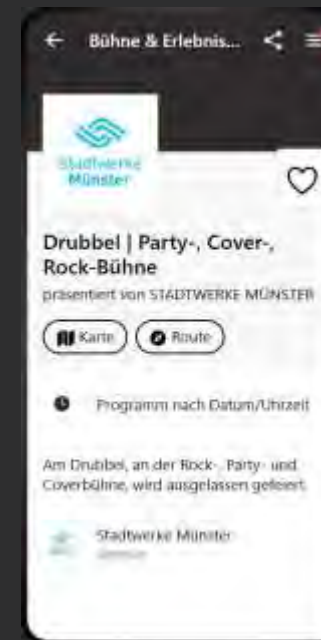 Bühne & Erlebnis...
Stadtwerke
Münster
Drubbel | Party-, Cover-,
Rock-Bühne
präsentiert von STADTWERKE MÜNSTER
Karte
Route
Programm nach Datum/Uhrzeit
Am Drubbel, an der Rock-, Party- und
Coverbühne, wird ausgelassen gefeiert.
Stadtwerke Münster